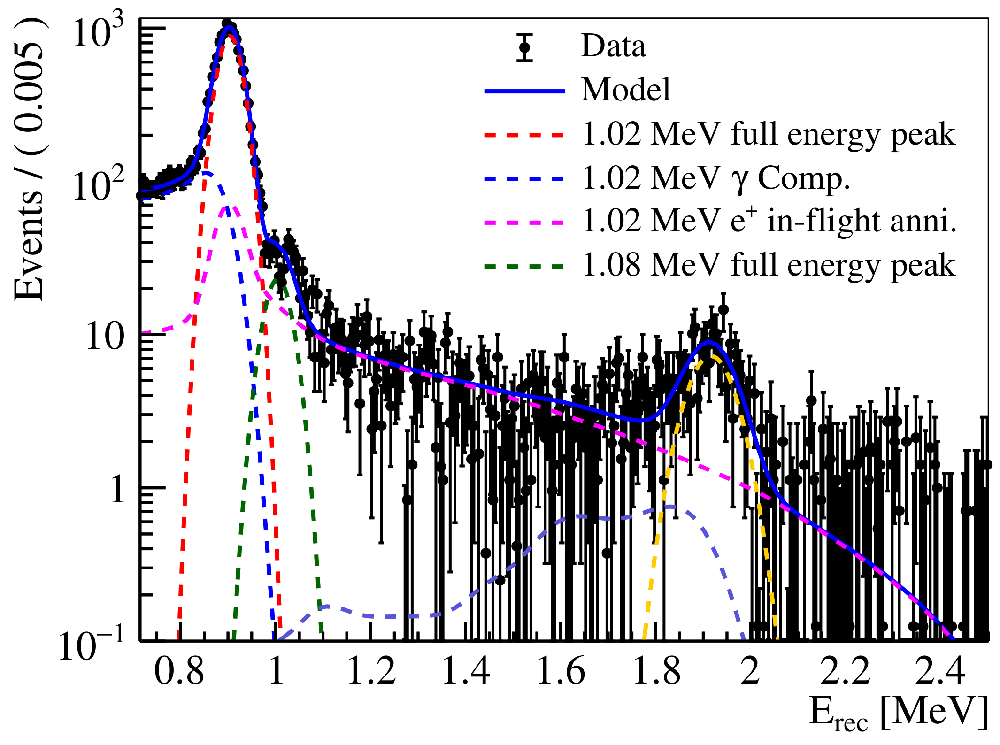 Events / ( 0.005 )
10³
10²
10
1
10⁻¹
Data
Model
1.02 MeV full energy peak
1.02 MeV γ Comp.
1.02 MeV e⁺ in-flight anni.
1.08 MeV full energy peak
0.8 1 1.2 1.4 1.6 1.8 2 2.2 2.4
E_rec [MeV]